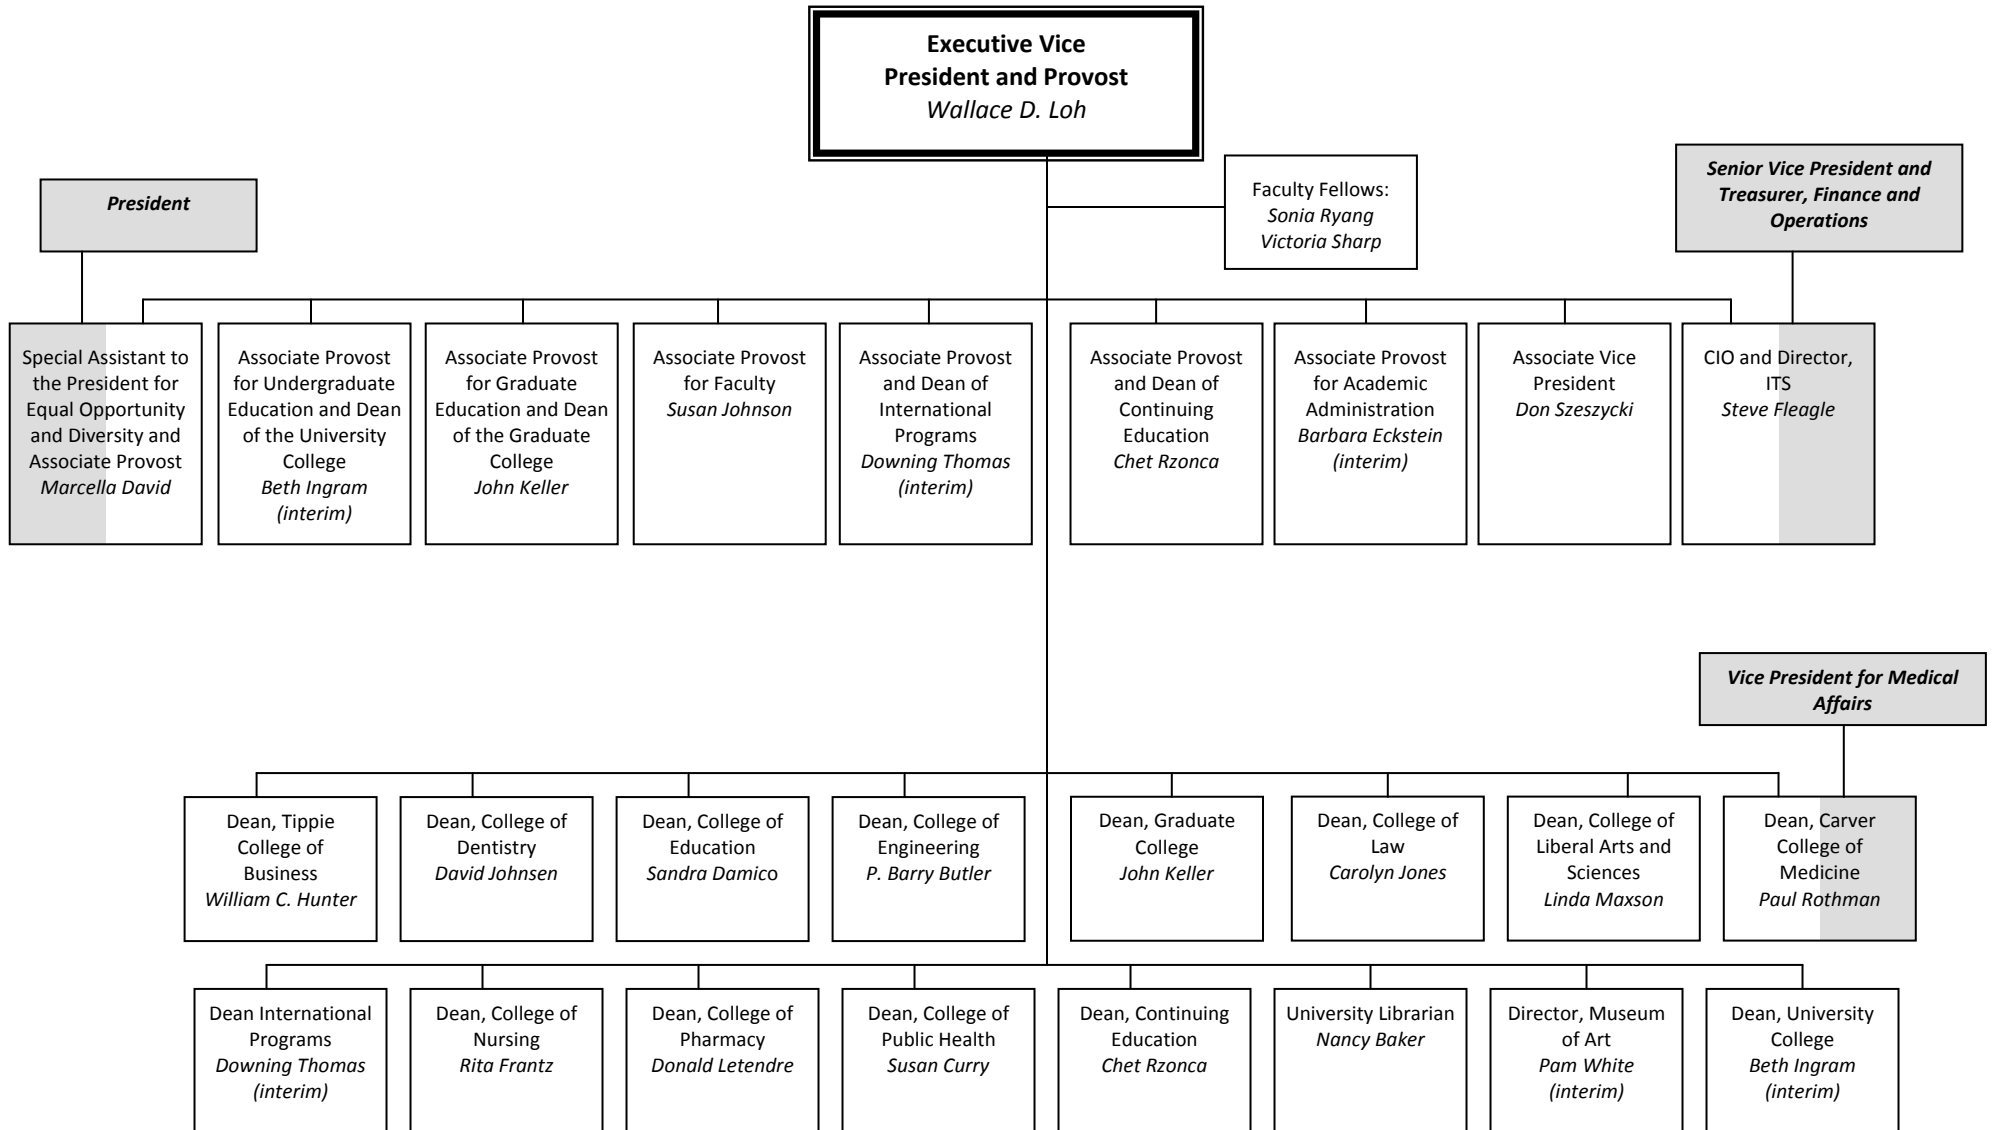 Executive Vice
President and Provost
Wallace D. Loh
Faculty Fellows:
Sonia Ryang
Victoria Sharp
President
Senior Vice President and
Treasurer, Finance and
Operations
Special Assistant to
the President for
Equal Opportunity
and Diversity and
Associate Provost
Marcella David
Associate Provost
for Undergraduate
Education and Dean
of the University
College
Beth Ingram
(interim)
Associate Provost
for Graduate
Education and Dean
of the Graduate
College
John Keller
Associate Provost
for Faculty
Susan Johnson
Associate Provost
and Dean of
International
Programs
Downing Thomas
(interim)
Associate Provost
and Dean of
Continuing
Education
Chet Rzonca
Associate Provost
for Academic
Administration
Barbara Eckstein
(interim)
Associate Vice
President
Don Szeszycki
CIO and Director,
ITS
Steve Fleagle
Vice President for Medical
Affairs
Dean, Tippie
College of
Business
William C. Hunter
Dean, College of
Dentistry
David Johnsen
Dean, College of
Education
Sandra Damico
Dean, College of
Engineering
P. Barry Butler
Dean, Graduate
College
John Keller
Dean, College of
Law
Carolyn Jones
Dean, College of
Liberal Arts and
Sciences
Linda Maxson
Dean, Carver
College of
Medicine
Paul Rothman
Dean International
Programs
Downing Thomas
(interim)
Dean, College of
Nursing
Rita Frantz
Dean, College of
Pharmacy
Donald Letendre
Dean, College of
Public Health
Susan Curry
Dean, Continuing
Education
Chet Rzonca
University Librarian
Nancy Baker
Director, Museum
of Art
Pam White
(interim)
Dean, University
College
Beth Ingram
(interim)